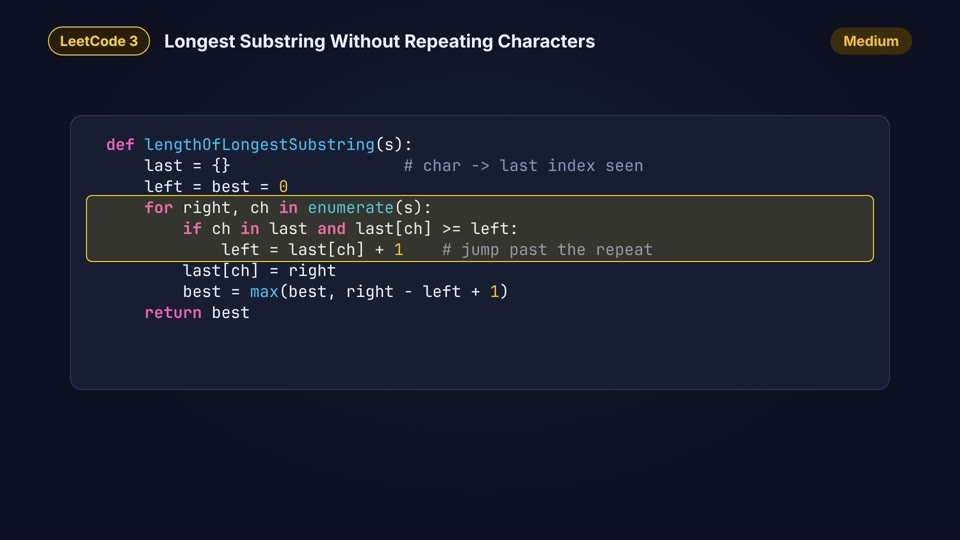 LeetCode 3 Longest Substring Without Repeating Characters Medium
def lengthOfLongestSubstring(s):
    last = {}                  # char -> last index seen
    left = best = 0
    for right, ch in enumerate(s):
        if ch in last and last[ch] >= left:
            left = last[ch] + 1    # jump past the repeat
        last[ch] = right
        best = max(best, right - left + 1)
    return best